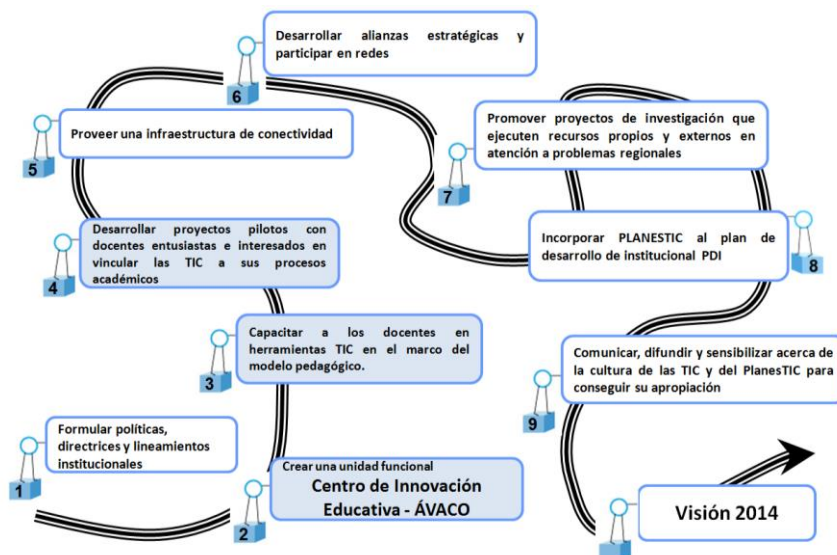 Desarrollar alianzas estratégicas y
participar en redes
6
Proveer una infraestructura de conectividad
5
Promover proyectos de investigación que
ejecuten recursos propios y externos en
atención a problemas regionales
7
Desarrollar proyectos pilotos con
docentes entusiastas e interesados en
vincular las TIC a sus procesos
académicos
4
Incorporar PLANESTIC al plan de
desarrollo de institucional PDI
8
Capacitar a los docentes en
herramientas TIC en el marco del
modelo pedagógico.
3
Comunicar, difundir y sensibilizar acerca de
la cultura de las TIC y del PlanesTIC para
conseguir su apropiación
9
Formular políticas,
directrices y lineamientos
institucionales
1
Crear una unidad funcional
Centro de Innovación
Educativa - ÁVACO
2
Visión 2014